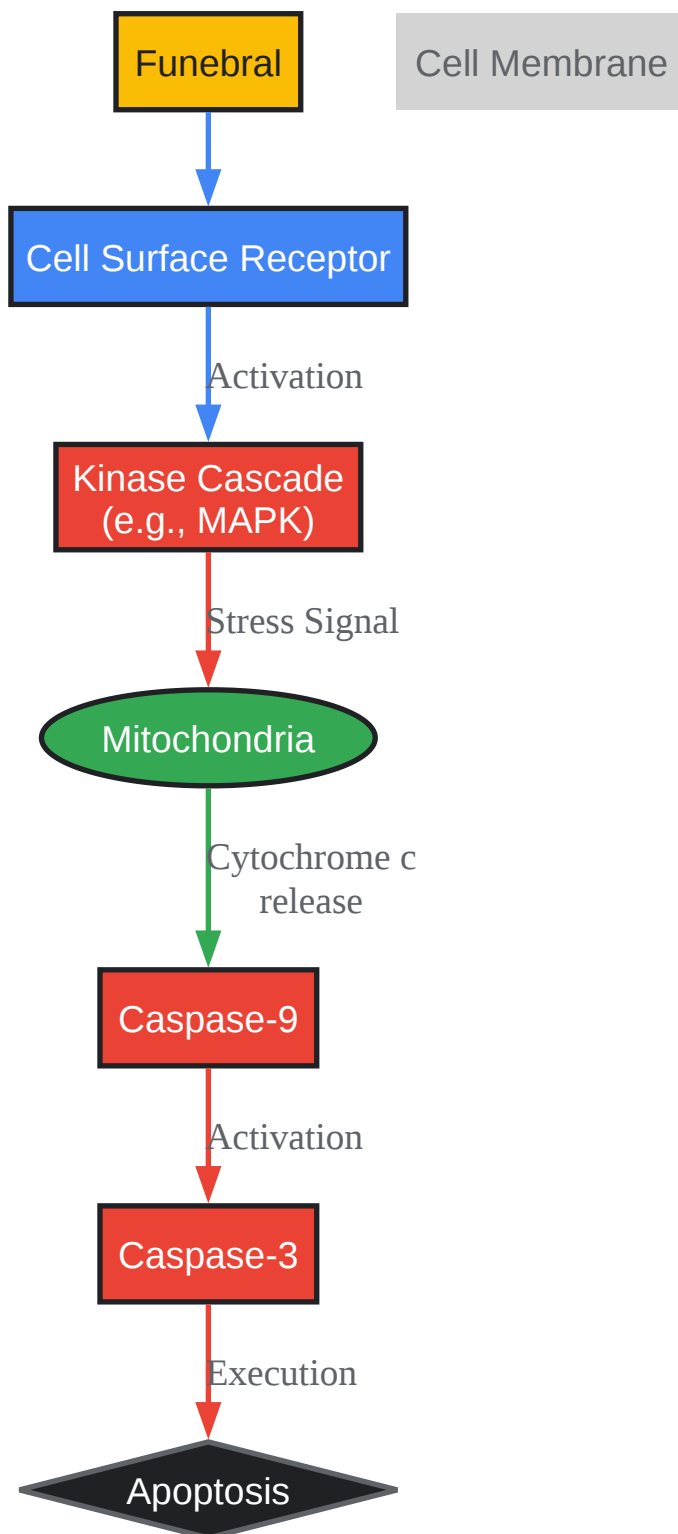 Funebral
Cell Membrane
Cell Surface Receptor
Activation
Kinase Cascade
(e.g., MAPK)
Stress Signal
Mitochondria
Cytochrome c
release
Caspase-9
Activation
Caspase-3
Execution
Apoptosis